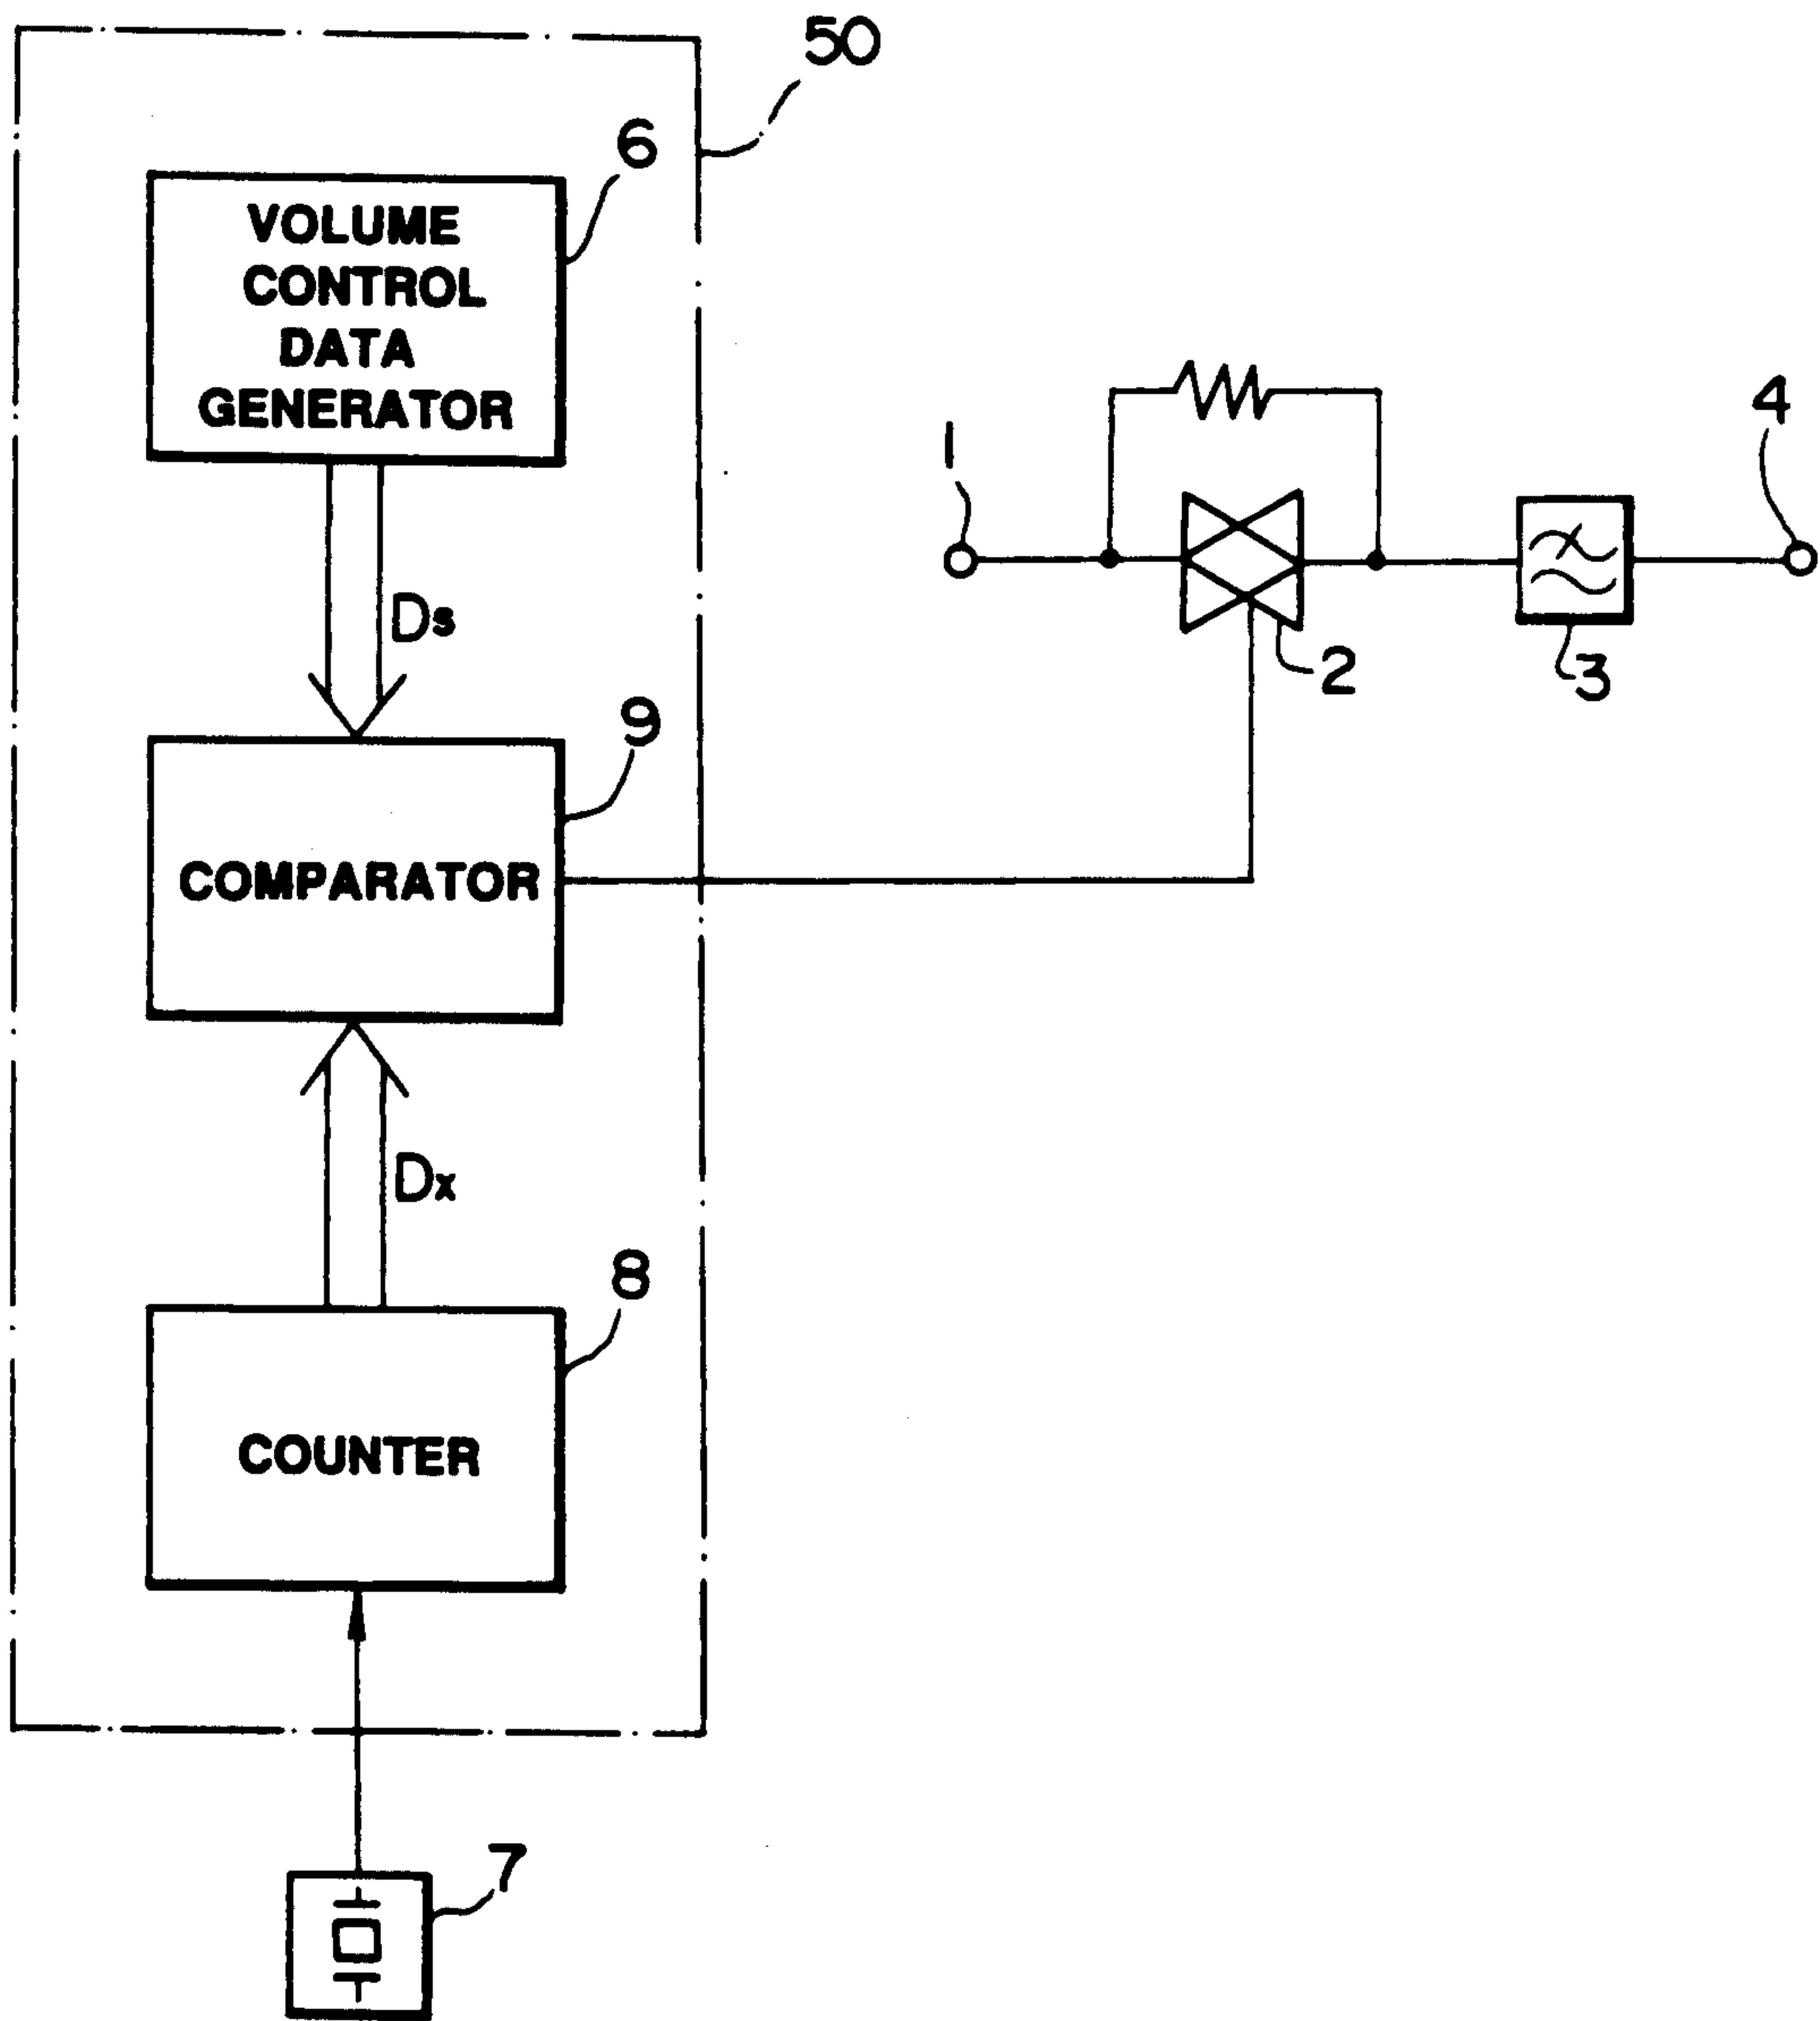 50
6
VOLUME
CONTROL
DATA
GENERATOR
1
4
Ds
2
3
9
COMPARATOR
Dx
8
COUNTER
7